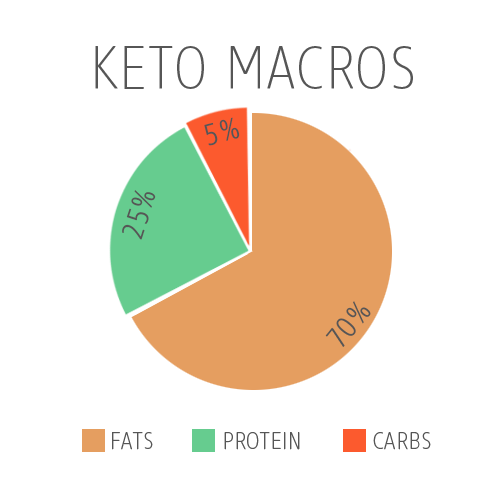 KETO MACROS
5%
25%
70%
FATS PROTEIN CARBS